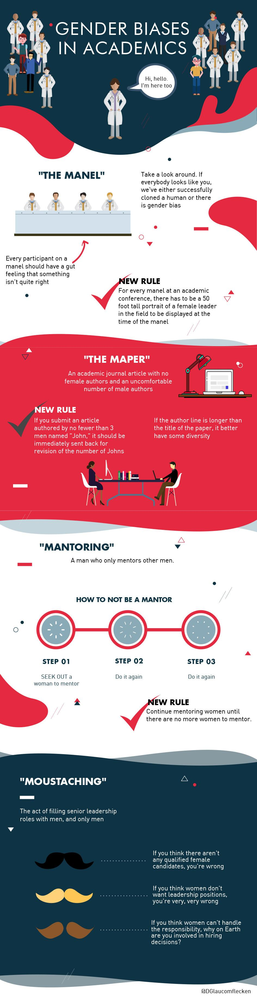 GENDER BIASES
IN ACADEMICS
Hi, hello.
I'm here too
"THE MANEL"
Take a look around. If
everybody looks like you,
we've either successfully
cloned a human or there
is gender bias
Every participant on a
manel should have a gut
feeling that something
isn't quite right
NEW RULE
For every manel at an academic
conference, there has to be a 50
foot tall portrait of a female leader
in the field to be displayed at the
time of the manel
"THE MAPER"
An academic journal article with no
female authors and an uncomfortable
number of male authors
NEW RULE
If you submit an article
authored by no fewer than 3
men named "John," it should be
immediately sent back for
revision of the number of Johns
If the author line is longer than
the title of the paper, it better
have some diversity
"MANTORING"
A man who only mentors other men.
HOW TO NOT BE A MANTOR
STEP 01
SEEK OUT a
woman to mentor
STEP 02
Do it again
STEP 03
Do it again
NEW RULE
Continue mentoring women until
there are no more women to mentor.
"MOUSTACHING"
The act of filling senior leadership
roles with men, and only men
If you think there aren't
any qualified female
candidates, you're wrong
If you think women don't
want leadership positions,
you're very, very wrong
If you think women can't handle
the responsibility, why on Earth
are you involved in hiring
decisions?
@DGlaucomflecken